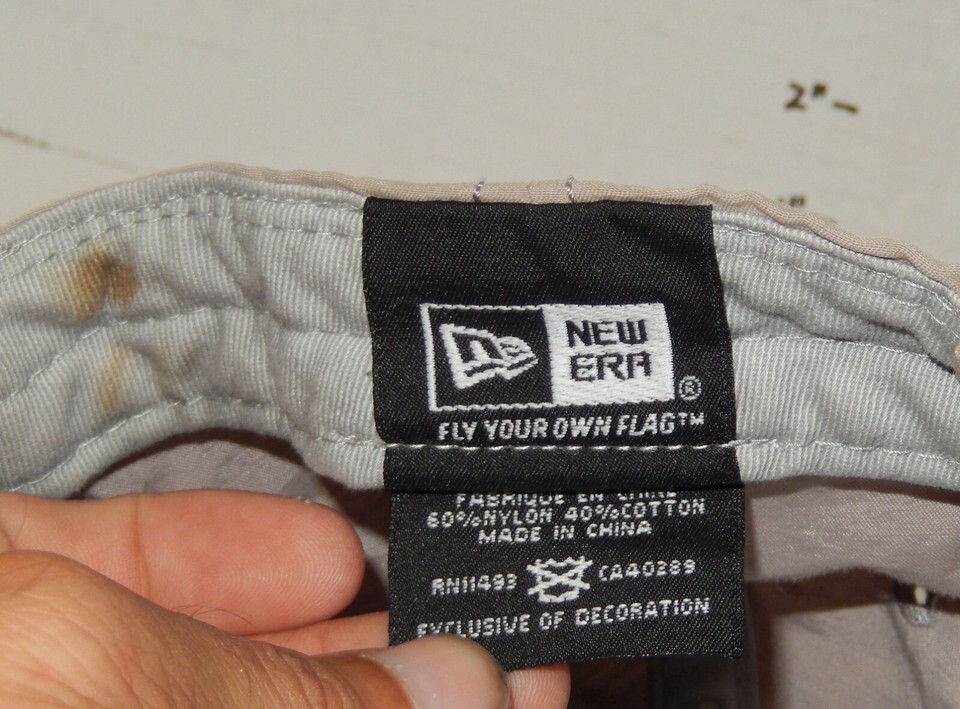 2"
NEW
ERA
®
FLY YOUR OWN FLAG™
FABRIQUE EN CHINE
60%NYLON/40%COTTON
MADE IN CHINA
RN11493 CA40289
EXCLUSIVE OF DECORATION